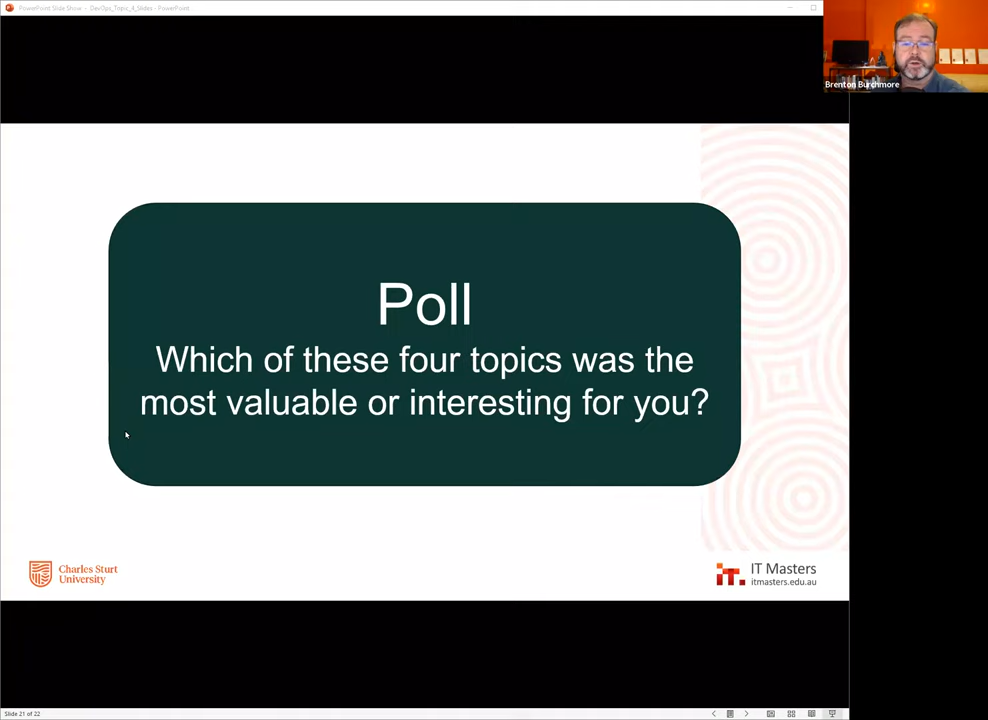 PowerPoint Slide Show - DevOps_Topic_4_Slides - PowerPoint
Brenton Burchmore
Poll
Which of these four topics was the
most valuable or interesting for you?
Charles Sturt
University
IT Masters
itmasters.edu.au
Slide 21 of 22